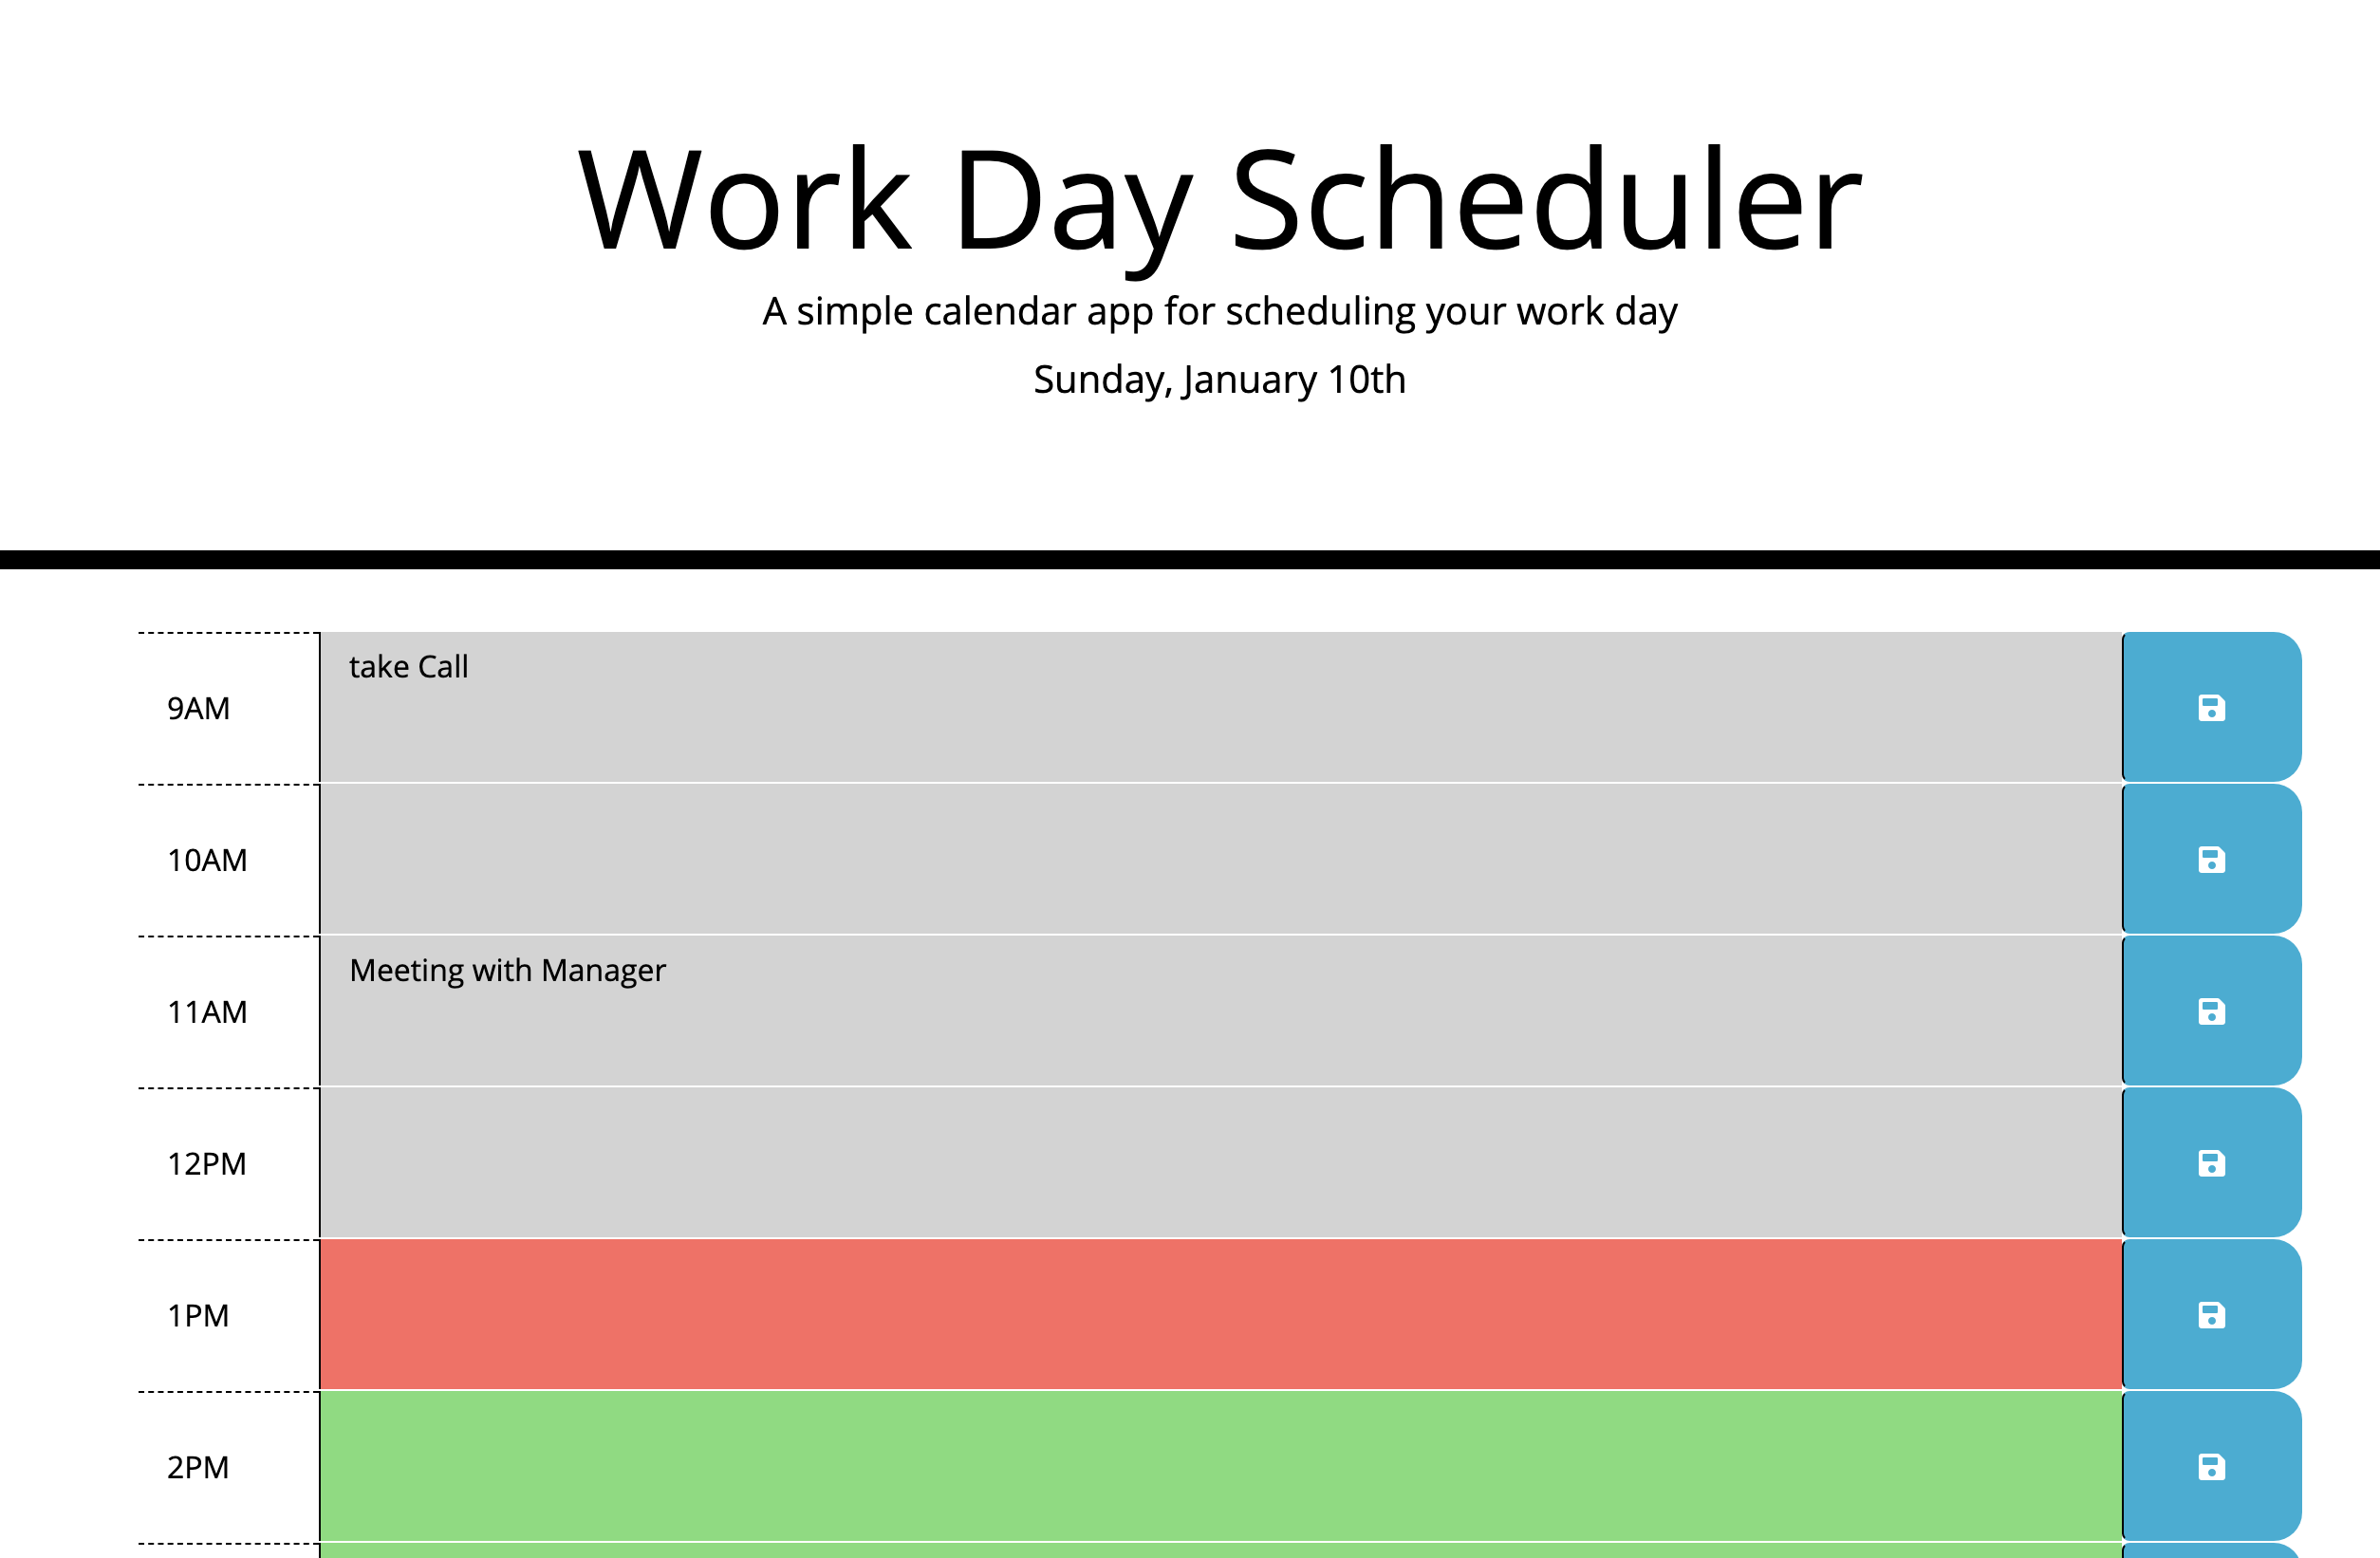 Work Day Scheduler
A simple calendar app for scheduling your work day
Sunday, January 10th
9AM
take Call
10AM
11AM
Meeting with Manager
12PM
1PM
2PM